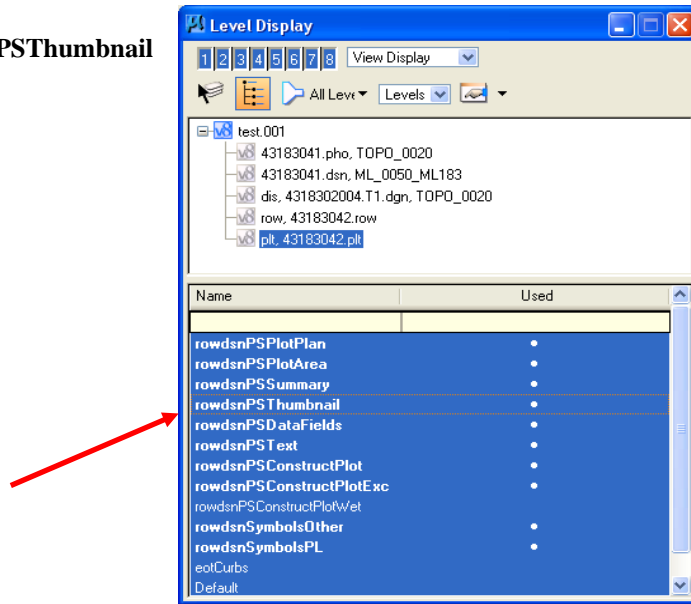 PSThumbnail
Level Display
1 2 3 4 5 6 7 8 View Display
All Leve Levels
test.001
43183041.pho, TOPO_0020
43183041.dsn, ML_0050_ML183
dis, 4318302004.T1.dgn, TOPO_0020
row, 43183042.row
plt, 43183042.plt
Name Used
rowdsnPSPlotPlan
rowdsnPSPlotArea
rowdsnPSSummary
rowdsnPSThumbnail
rowdsnPSDataFields
rowdsnPSText
rowdsnPSConstructPlot
rowdsnPSConstructPlotExc
rowdsnPSConstructPlotWet
rowdsnSymbolsOther
rowdsnSymbolsPL
eotCurbs
Default